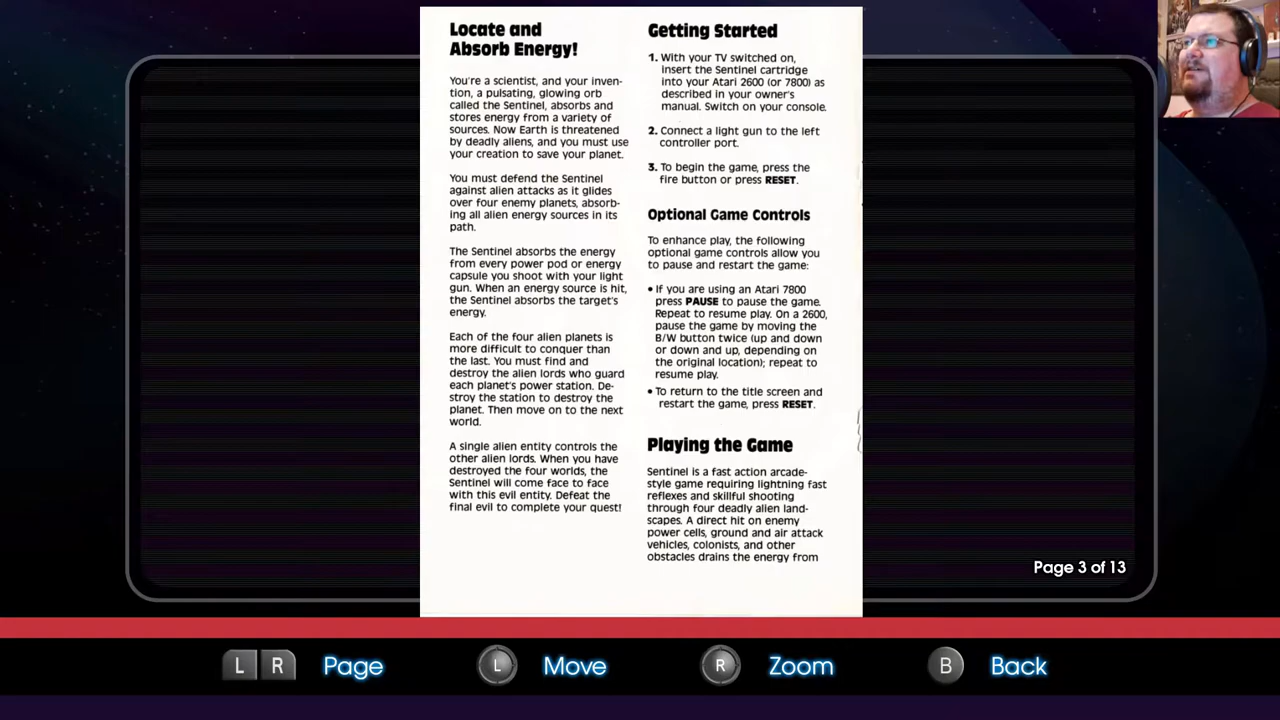 Locate and
Absorb Energy!
You're a scientist, and your inven-
tion, a pulsating, glowing orb
called the Sentinel, absorbs and
stores energy from a variety of
sources. Now Earth is threatened
by deadly aliens, and you must use
your creation to save your planet.
You must defend the Sentinel
against alien attacks as it glides
over four enemy planets, absorb-
ing all alien energy sources in its
path.
The Sentinel absorbs the energy
from every power pod or energy
capsule you shoot with your light
gun. When an energy source is hit,
the Sentinel absorbs the target's
energy.
Each of the four alien planets is
more difficult to conquer than
the last. You must find and
destroy the alien lords who guard
each planet's power station. De-
stroy the station to destroy the
planet. Then move on to the next
world.
A single alien entity controls the
other alien lords. When you have
destroyed the four worlds, the
Sentinel will come face to face
with this evil entity. Defeat the
final evil to complete your quest!
Getting Started
1. With your TV switched on,
insert the Sentinel cartridge
into your Atari 2600 (or 7800) as
described in your owner's
manual. Switch on your console.
2. Connect a light gun to the left
controller port.
3. To begin the game, press the
fire button or press RESET.
Optional Game Controls
To enhance play, the following
optional game controls allow you
to pause and restart the game:
• If you are using an Atari 7800
press PAUSE to pause the game.
Repeat to resume play. On a 2600,
pause the game by moving the
B/W button twice (up and down
or down and up, depending on
the original location); repeat to
resume play.
• To return to the title screen and
restart the game, press RESET.
Playing the Game
Sentinel is a fast action arcade-
style game requiring lightning fast
reflexes and skillful shooting
through four deadly alien land-
scapes. A direct hit on enemy
power cells, ground and air attack
vehicles, colonists, and other
obstacles drains the energy from
Page 3 of 13
L R Page L Move R Zoom B Back